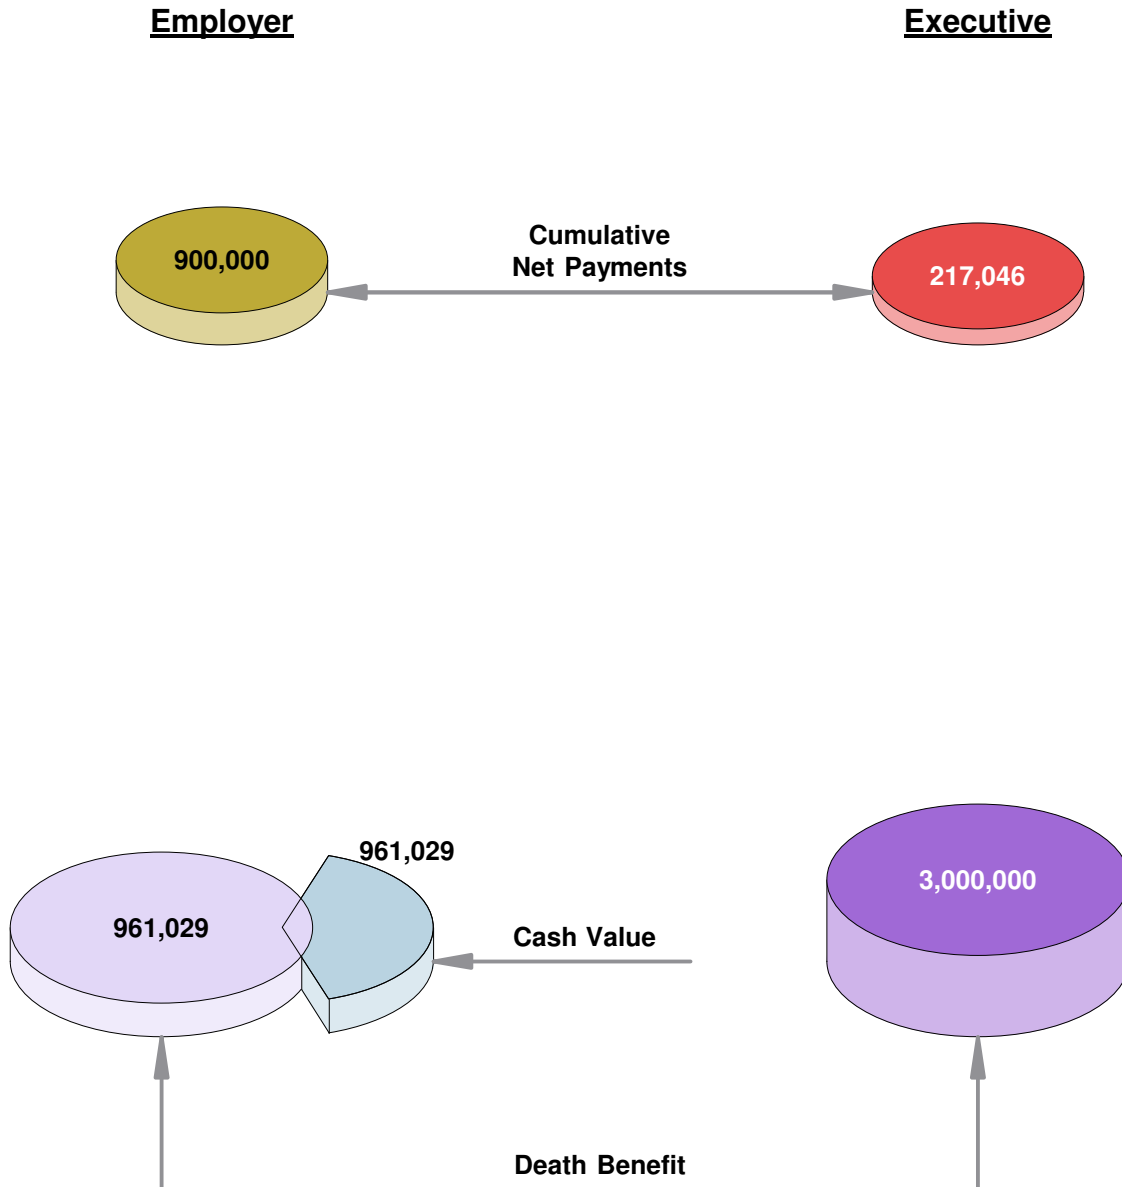 Employer
Executive
Cumulative
Net Payments
900,000
217,046
961,029
961,029
Cash Value
3,000,000
Death Benefit